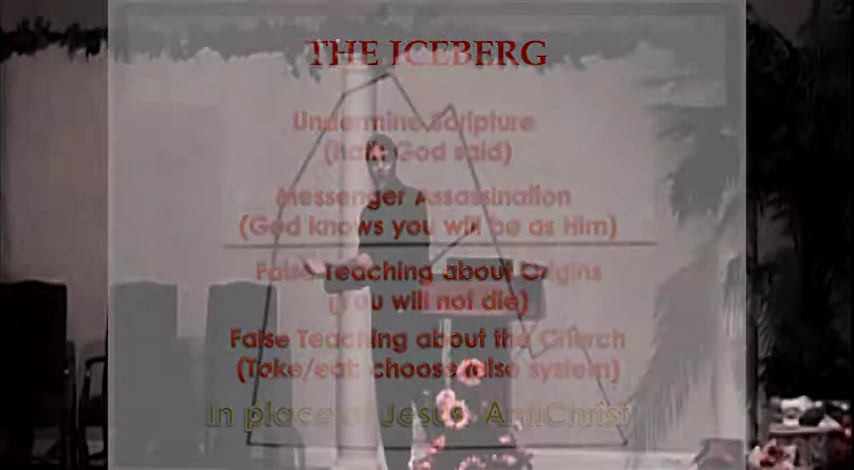 THE ICEBERG
Undermine Scripture
(hath God said)
Messenger Assassination
(God knows you will be as Him)
False Teaching about Origins
(You will not die)
False Teaching about the Church
(Take/eat: choose false system)
In place of Jesus: AntiChrist